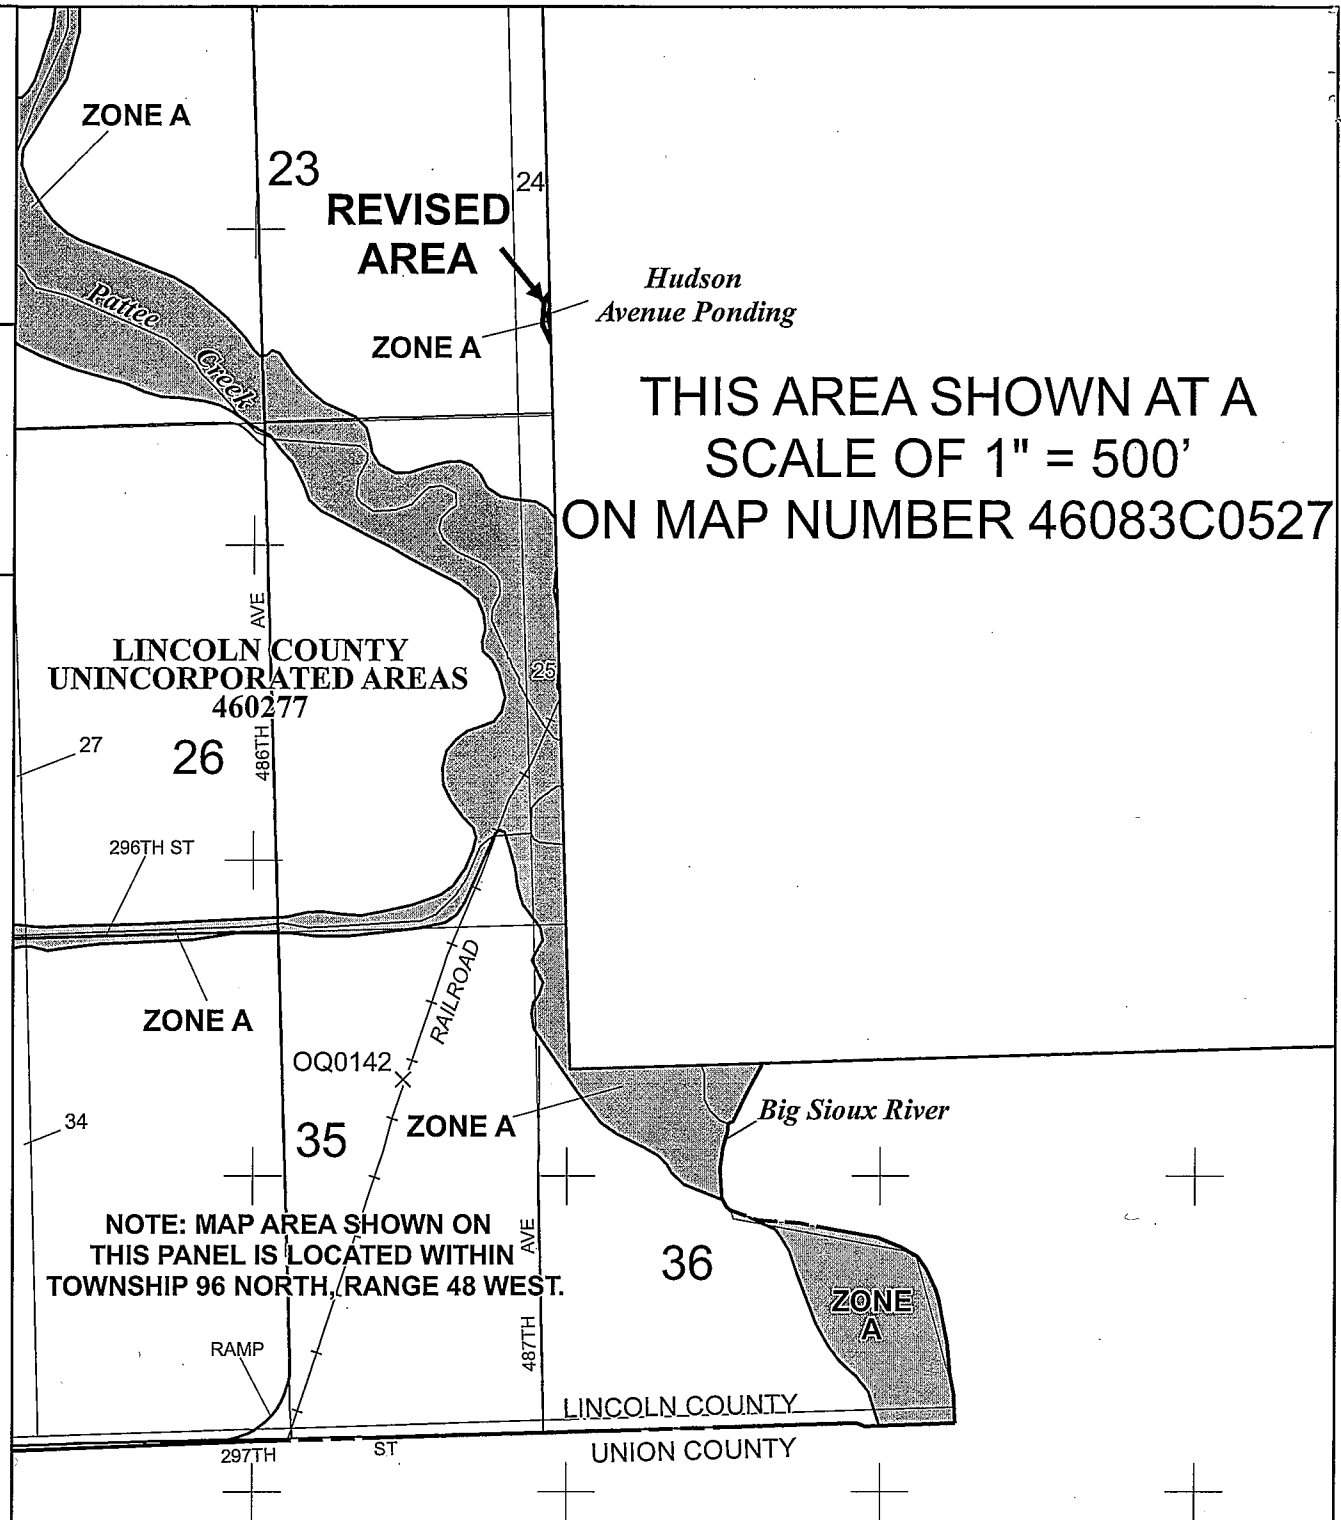 ZONE A
23
24
REVISED
AREA
Hudson
Avenue Ponding
ZONE A
Pattee
Creek
THIS AREA SHOWN AT A
SCALE OF 1" = 500'
ON MAP NUMBER 46083C0527
AVE
LINCOLN COUNTY
UNINCORPORATED AREAS
460277
25
27
26
486TH
296TH ST
ZONE A
RAILROAD
OQ0142
34
35
ZONE A
Big Sioux River
NOTE: MAP AREA SHOWN ON
THIS PANEL IS LOCATED WITHIN
TOWNSHIP 96 NORTH, RANGE 48 WEST.
AVE
36
ZONE
A
RAMP
487TH
LINCOLN COUNTY
297TH
ST
UNION COUNTY